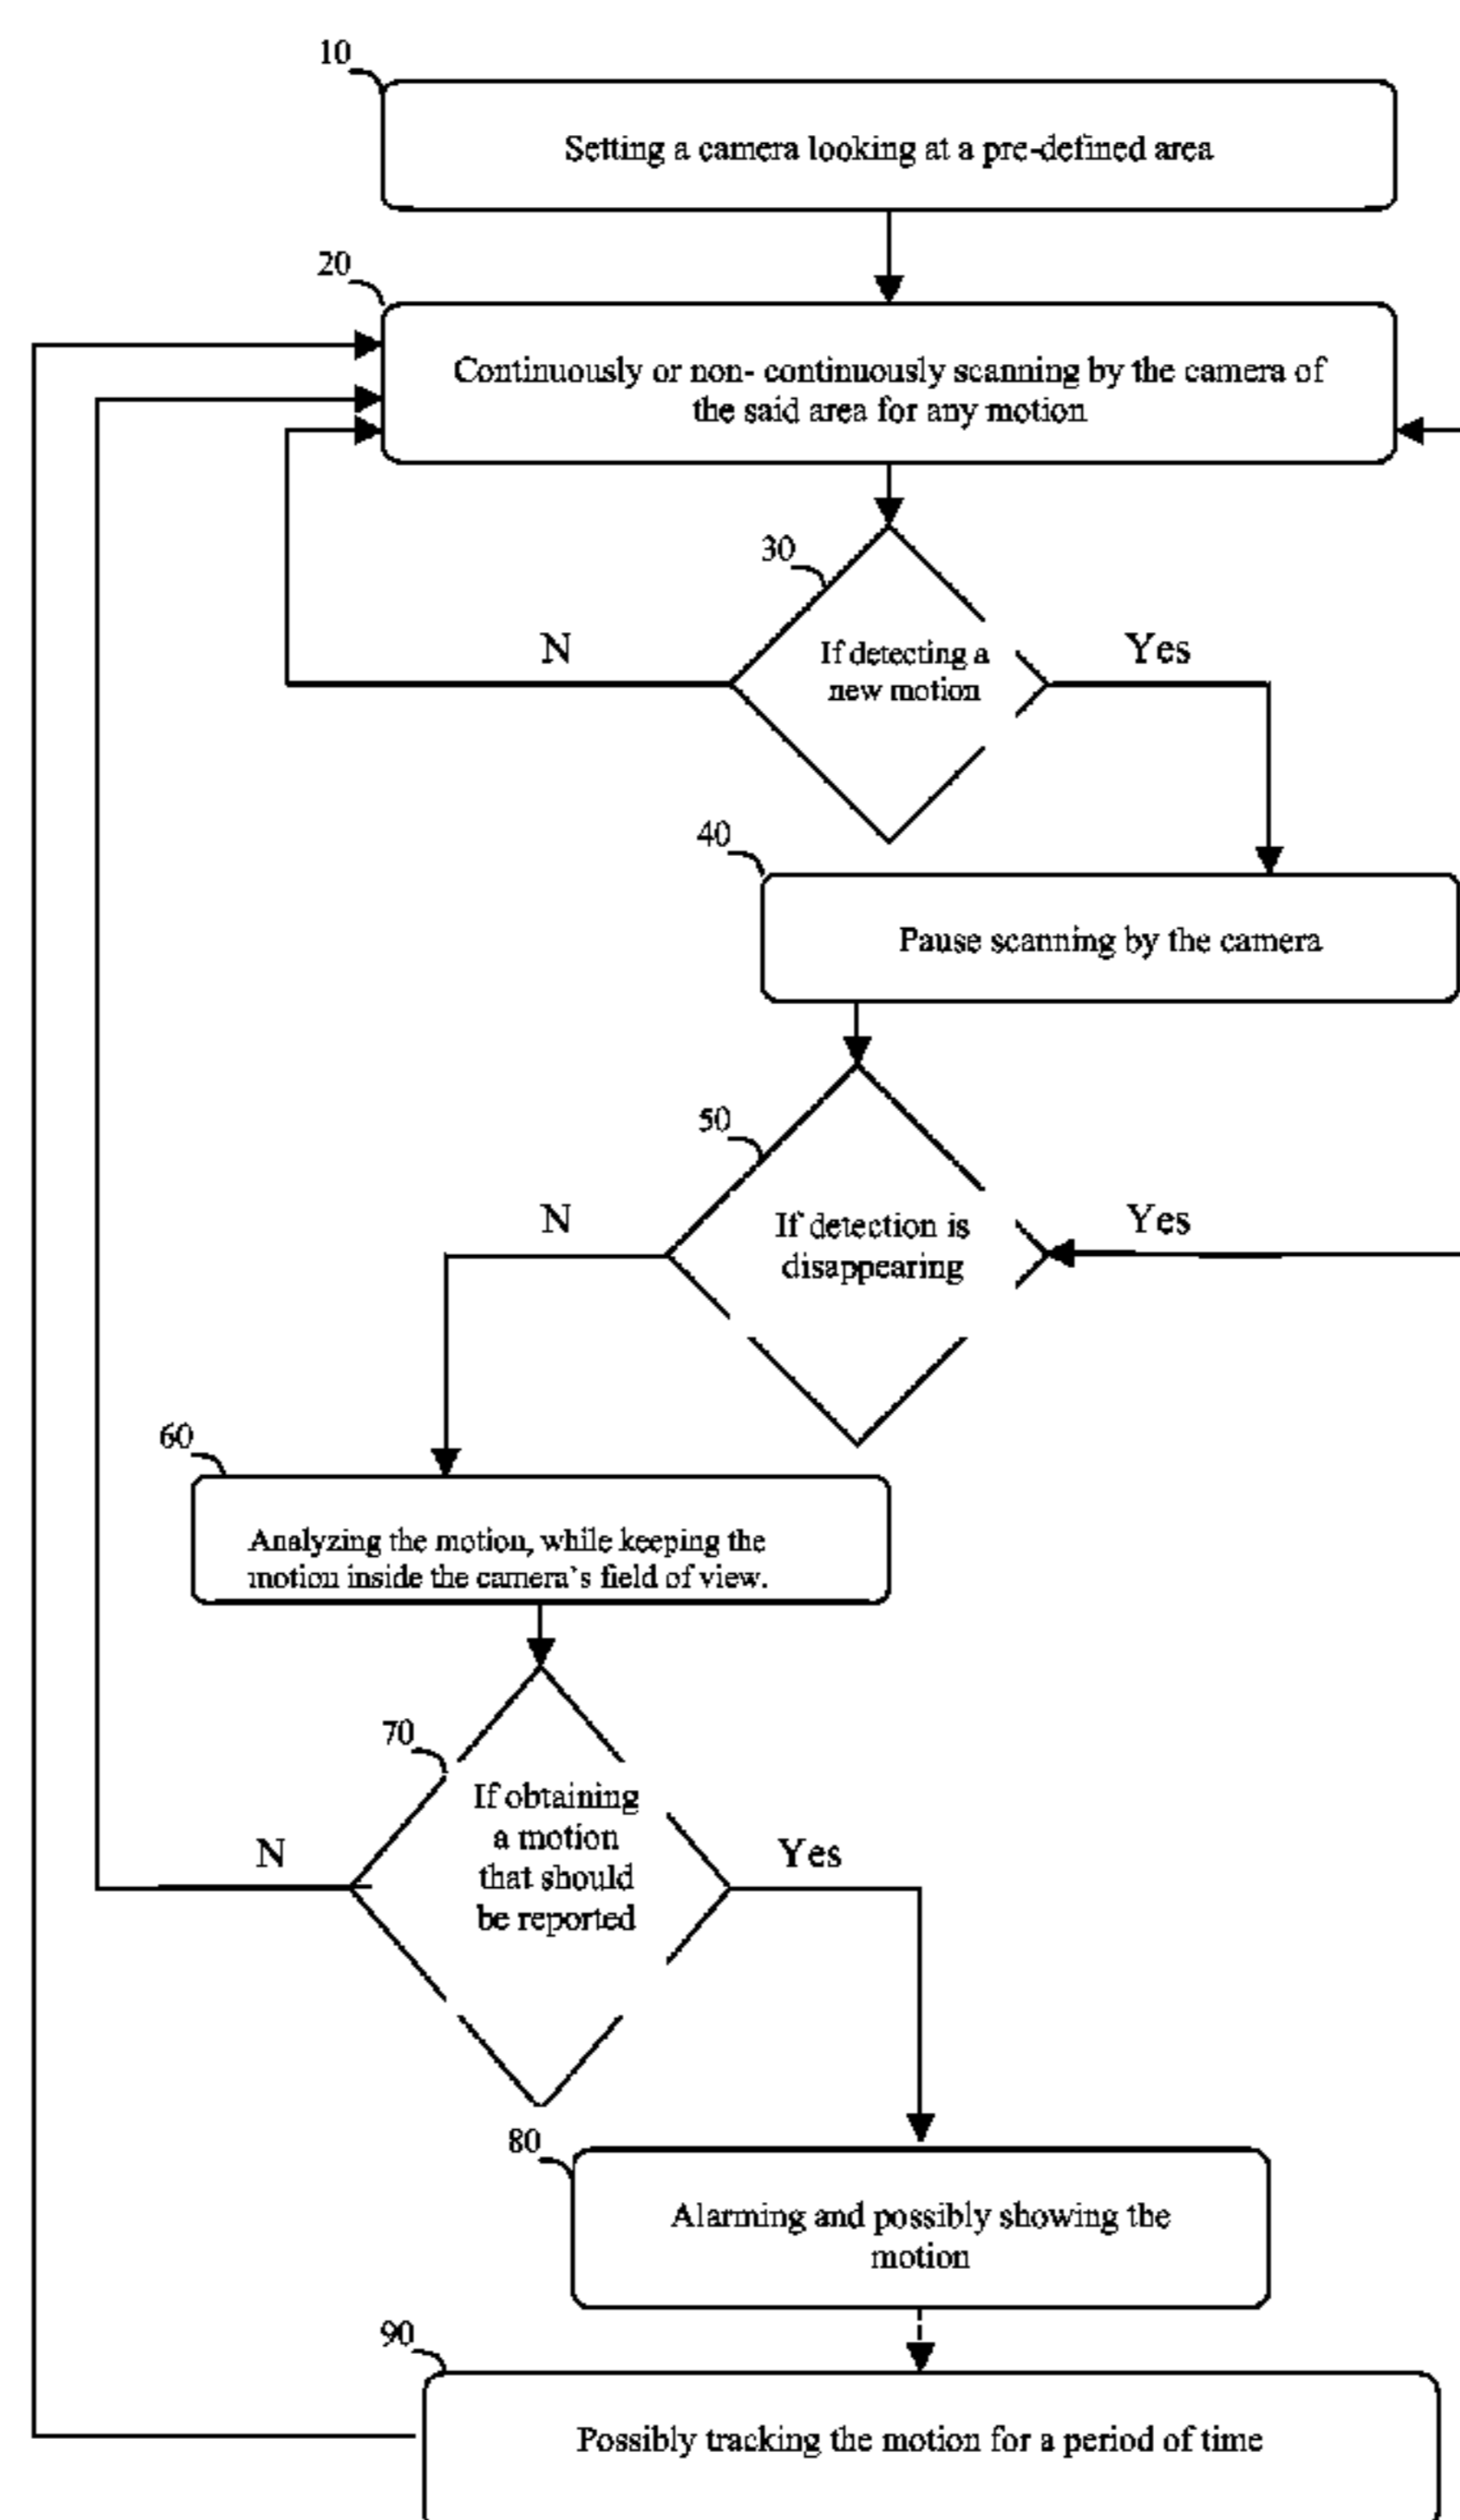 10
Setting a camera looking at a pre-defined area
20
Continuously or non- continuously scanning by the camera of
the said area for any motion
30
If detecting a
new motion
N
Yes
40
Pause scanning by the camera
50
If detection is
disappearing
N
Yes
60
Analyzing the motion, while keeping the
motion inside the camera's field of view.
70
If obtaining
a motion
that should
be reported
N
Yes
80
Alarming and possibly showing the
motion
90
Possibly tracking the motion for a period of time